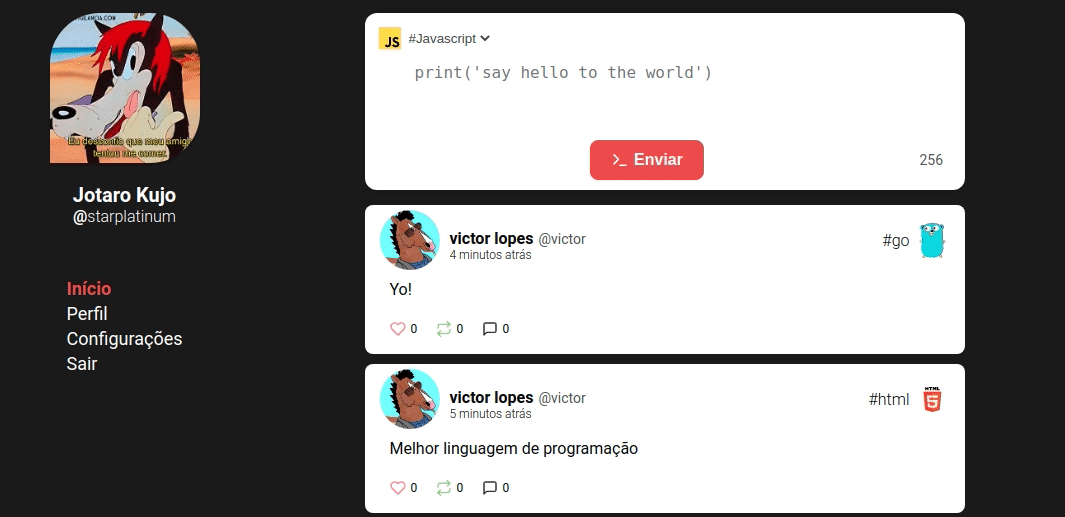 GILANCIA.COM
Eu desconfio que meu amigo
tentou me comer.
Jotaro Kujo
@starplatinum
Início
Perfil
Configurações
Sair
JS #Javascript
print('say hello to the world')
>_ Enviar
256
victor lopes @victor
4 minutos atrás
#go
Yo!
0 0 0
victor lopes @victor
5 minutos atrás
#html
HTML
5
Melhor linguagem de programação
0 0 0